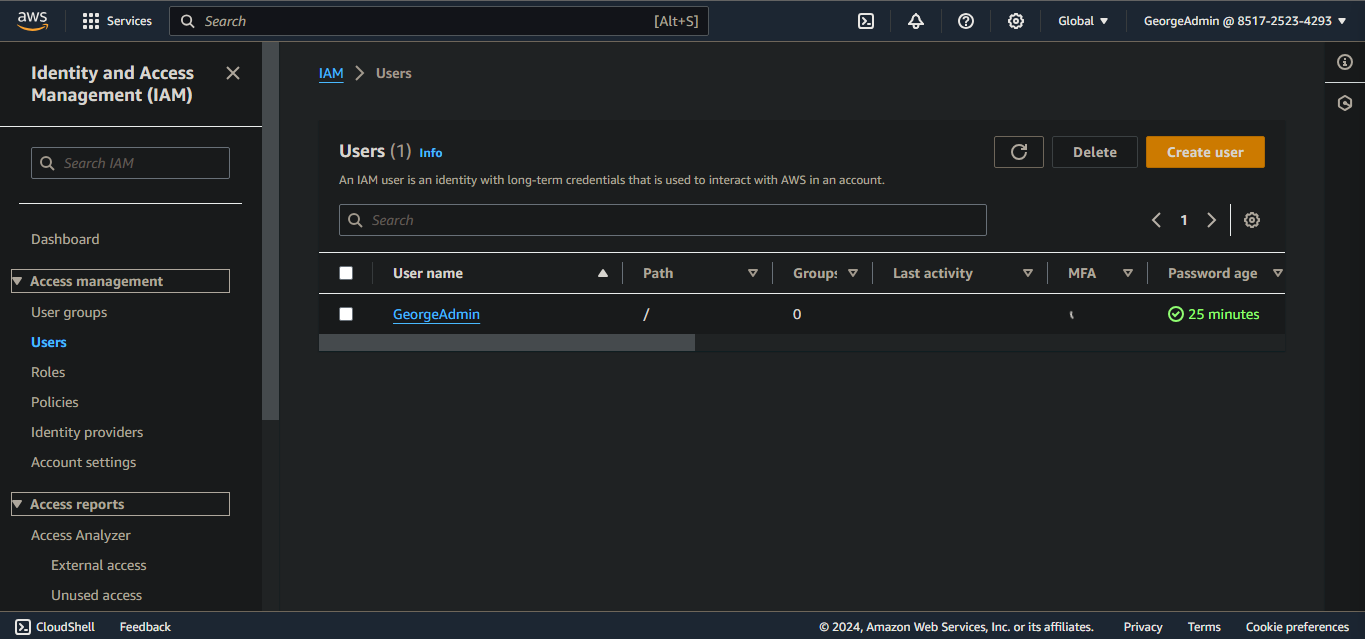 aws Services Search [Alt+S] Global GeorgeAdmin @ 8517-2523-4293
Identity and Access
Management (IAM)
Search IAM
Dashboard
Access management
User groups
Users
Roles
Policies
Identity providers
Account settings
Access reports
Access Analyzer
External access
Unused access
IAM > Users
Users (1) Info
Delete
Create user
An IAM user is an identity with long-term credentials that is used to interact with AWS in an account.
Search
1
User name Path Groups Last activity MFA Password age
GeorgeAdmin / 0 25 minutes
CloudShell Feedback © 2024, Amazon Web Services, Inc. or its affiliates. Privacy Terms Cookie preferences